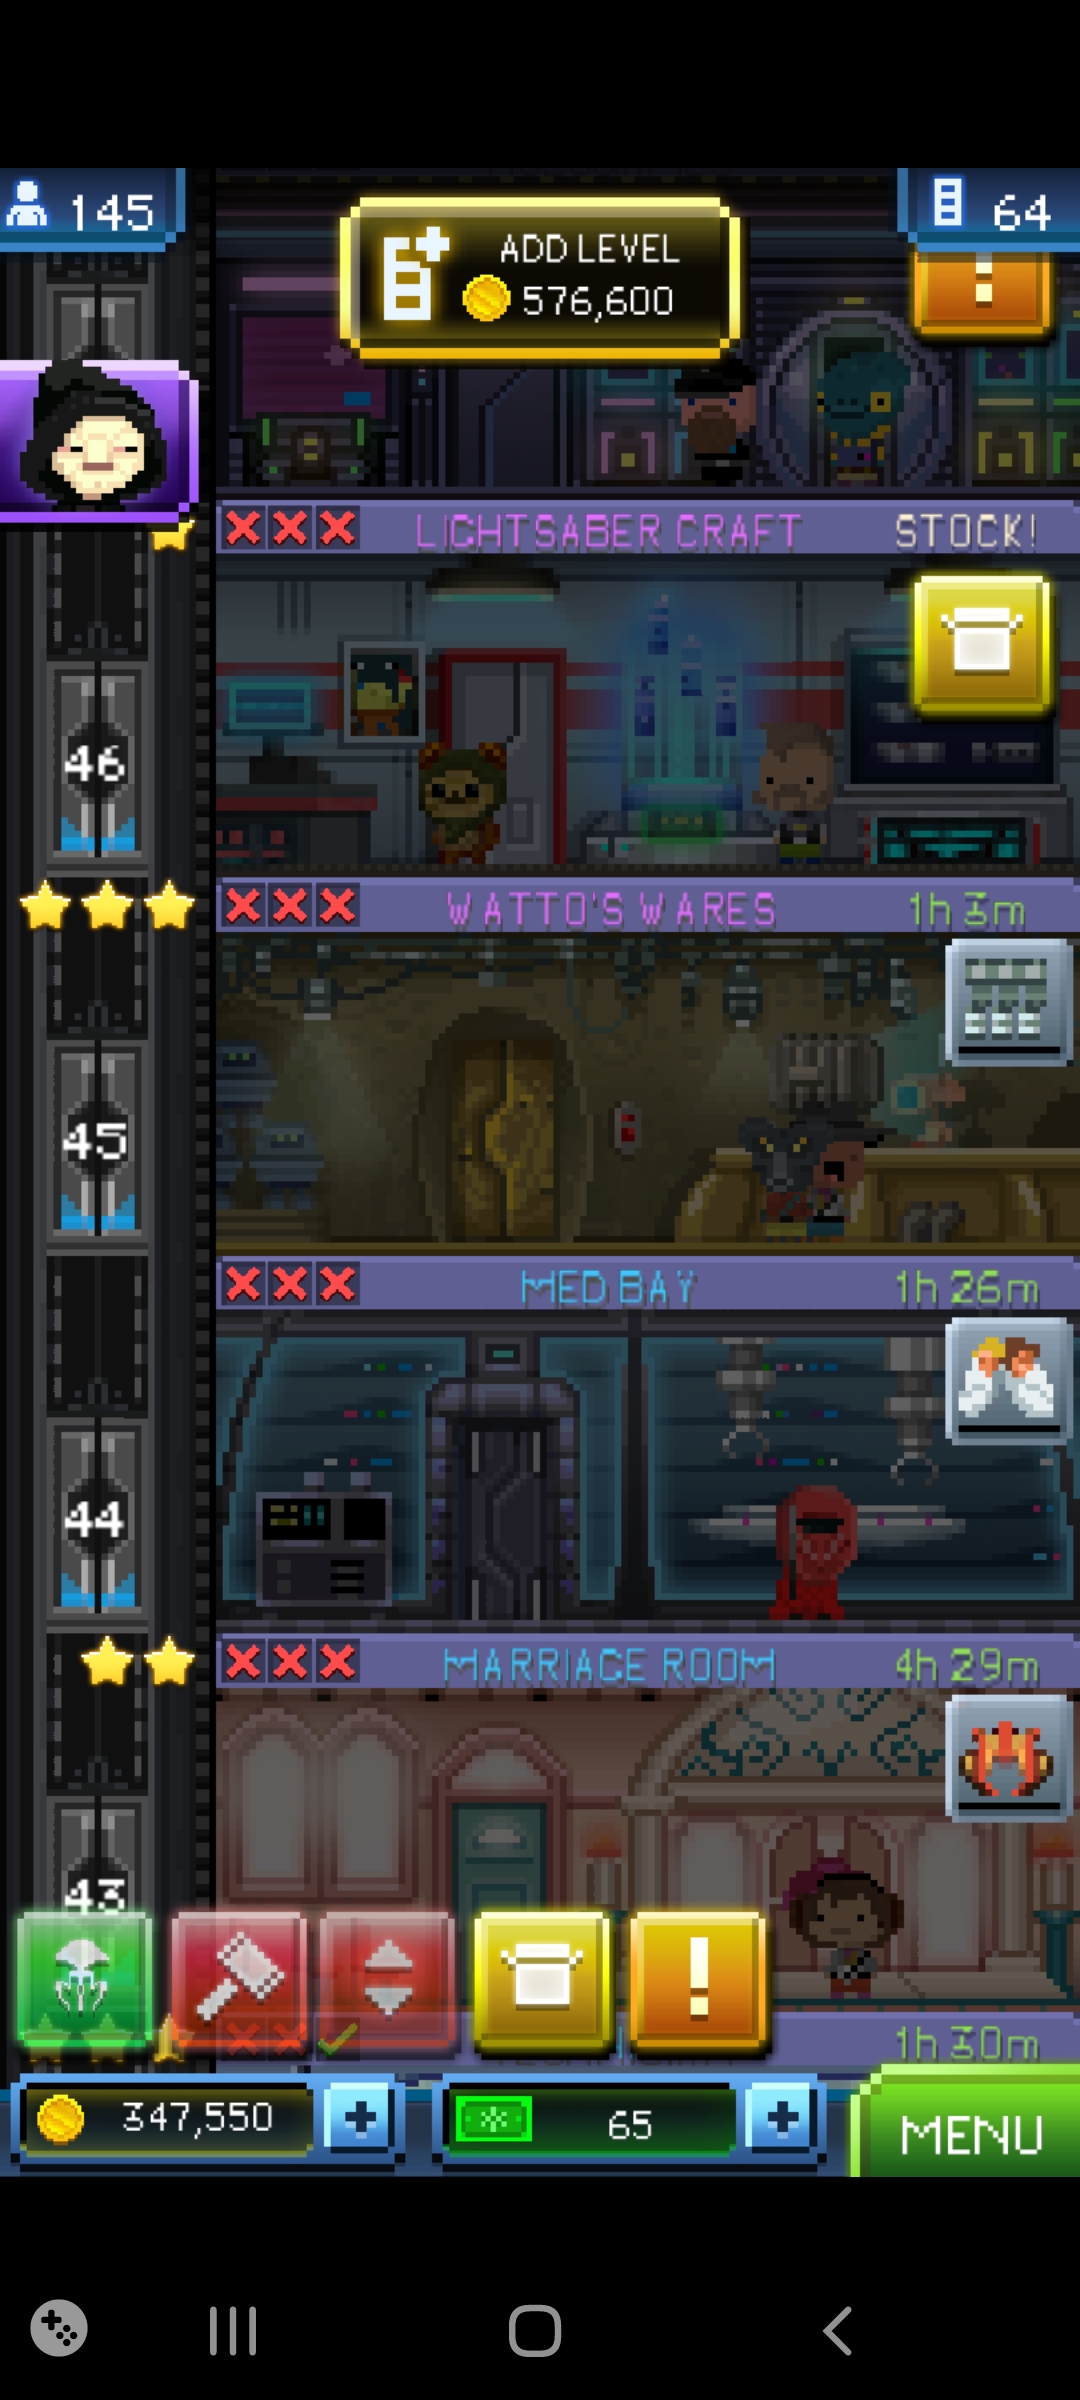 145
ADD LEVEL
576,600
64
LIGHTSABER CRAFT STOCK!
46
WATTO'S WARES 1h 3m
45
MED BAY 1h 26m
44
MARRIAGE ROOM 4h 29m
43
1h 30m
347,550
65
MENU